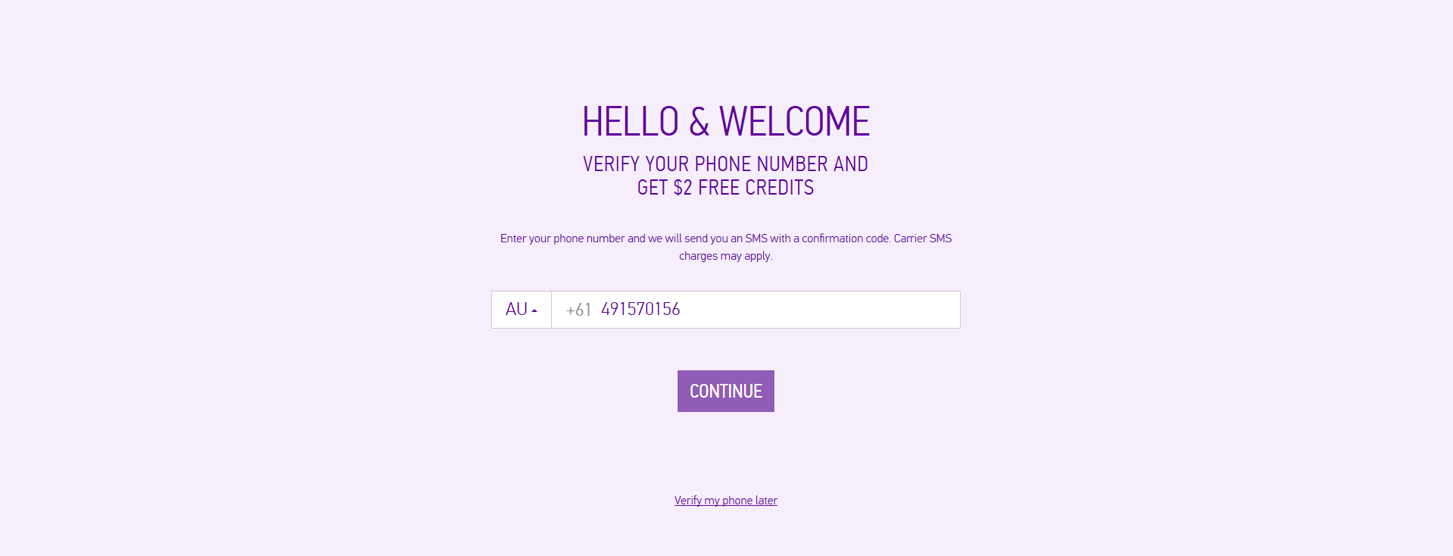 HELLO & WELCOME
VERIFY YOUR PHONE NUMBER AND
GET $2 FREE CREDITS
Enter your phone number and we will send you an SMS with a confirmation code. Carrier SMS
charges may apply.
AU +61 491570156
CONTINUE
Verify my phone later